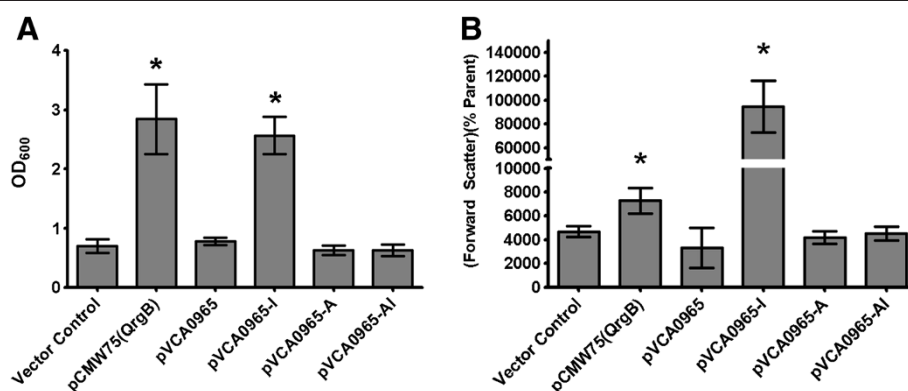 A
OD600
4
3
2
1
0
*
*
Vector Control
pCMW75(QrgB)
pVCA0965
pVCA0965-I
pVCA0965-A
pVCA0965-AI
B
(Forward Scatter)(% Parent)
140000
120000
100000
80000
60000
10000
8000
6000
4000
2000
0
*
*
Vector Control
pCMW75(QrgB)
pVCA0965
pVCA0965-I
pVCA0965-A
pVCA0965-AI